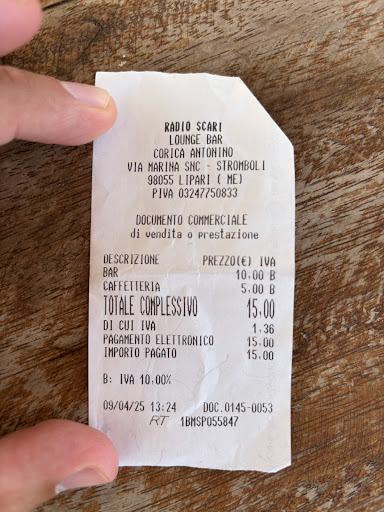 RADIO SCARI
LOUNGE BAR
CORICA ANTONINO
VIA MARINA SNC - STROMBOLI
98055 LIPARI ( ME)
PIVA 03247750833
DOCUMENTO COMMERCIALE
di vendita o prestazione
DESCRIZIONE PREZZO(€) IVA
BAR 10,00 B
CAFFETTERIA 5,00 B
TOTALE COMPLESSIVO 15,00
DI CUI IVA 1,36
PAGAMENTO ELETTRONICO 15,00
IMPORTO PAGATO 15,00
B: IVA 10,00%
09/04/25 13:24 DOC.0145-0053
RT 1BMSP055847